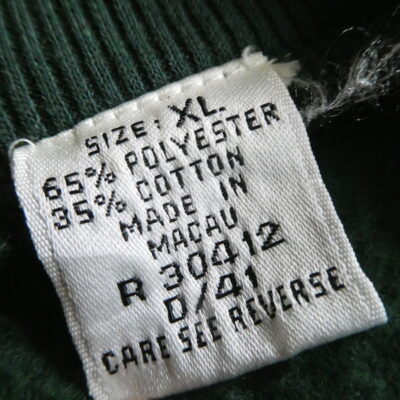 SIZE: XL
65% POLYESTER
35% COTTON
MADE IN
MACAU
R 30412
D/41
CARE SEE REVERSE